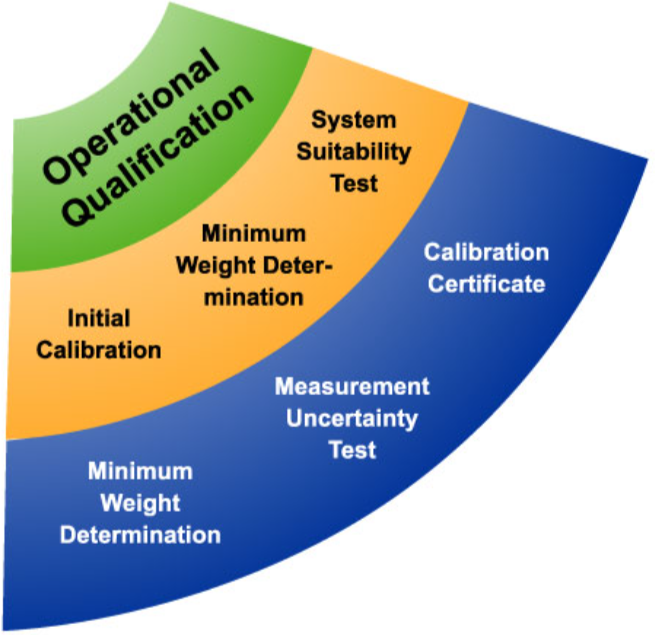 Operational
Qualification
System
Suitability
Test
Minimum
Weight Deter-
mination
Initial
Calibration
Calibration
Certificate
Measurement
Uncertainty
Test
Minimum
Weight
Determination